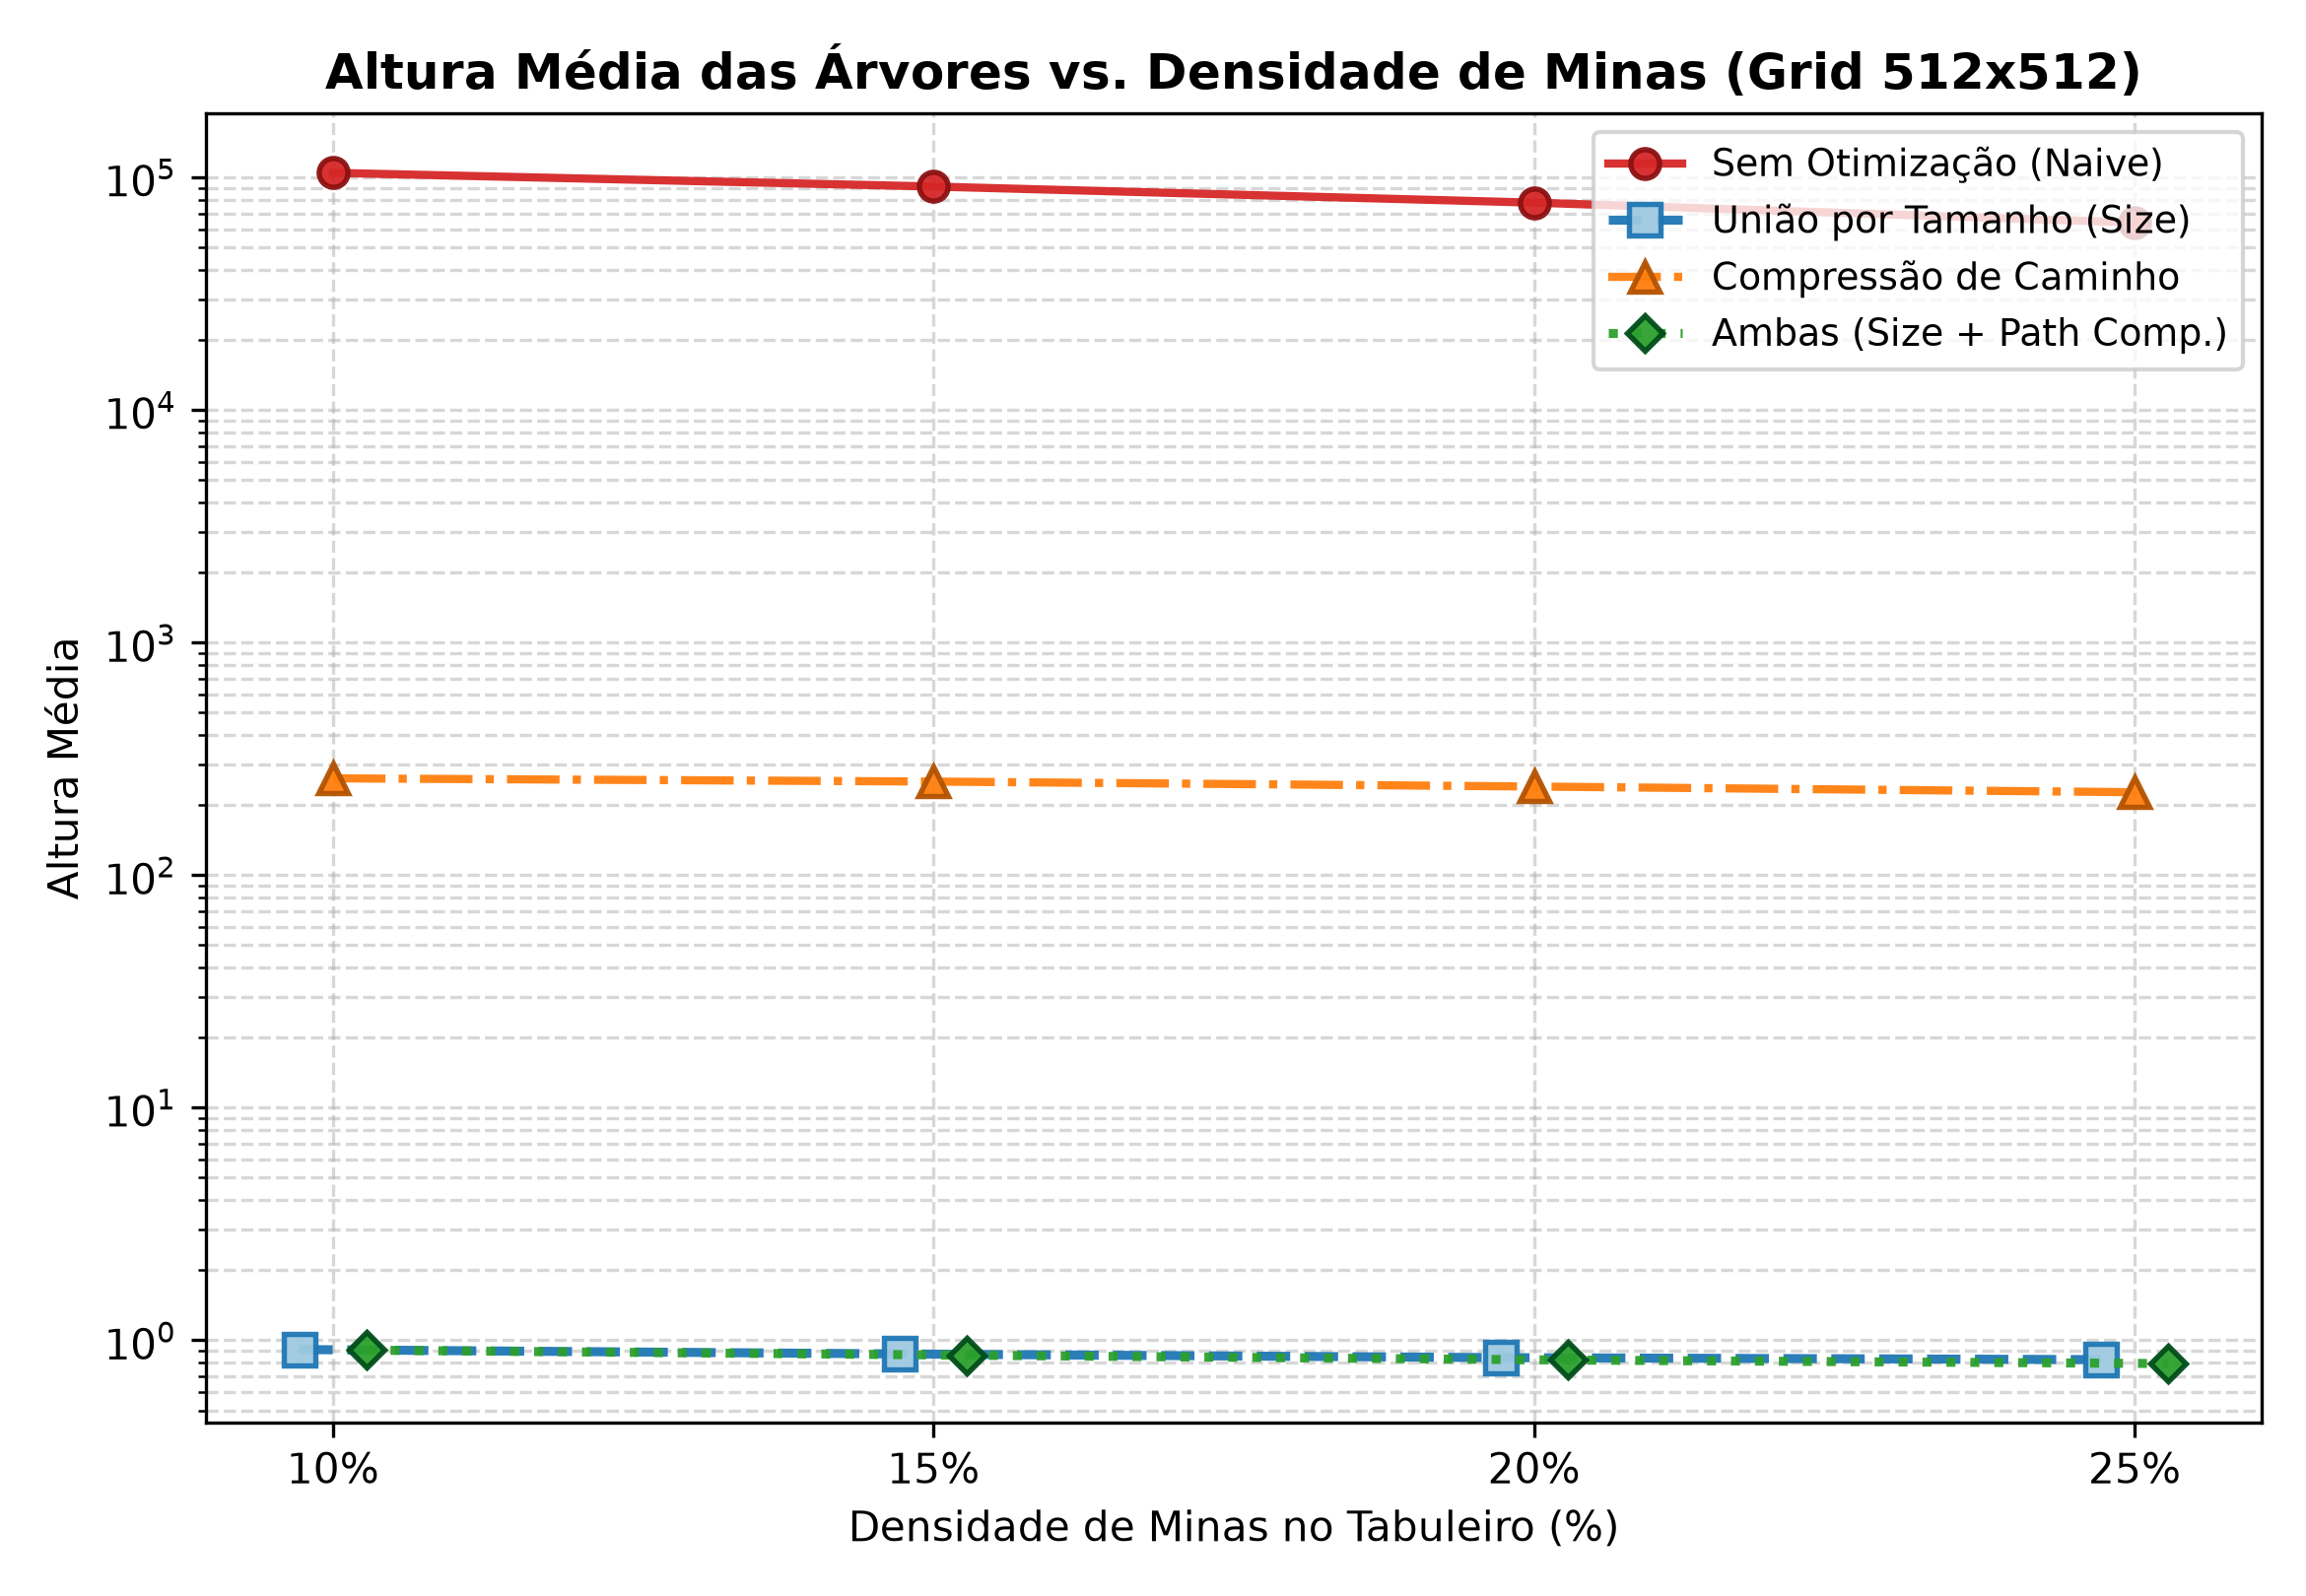 Altura Média das Árvores vs. Densidade de Minas (Grid 512x512)
Sem Otimização (Naive)
União por Tamanho (Size)
Compressão de Caminho
Ambas (Size + Path Comp.)
Altura Média
10⁵
10⁴
10³
10²
10¹
10⁰
10%
15%
20%
25%
Densidade de Minas no Tabuleiro (%)